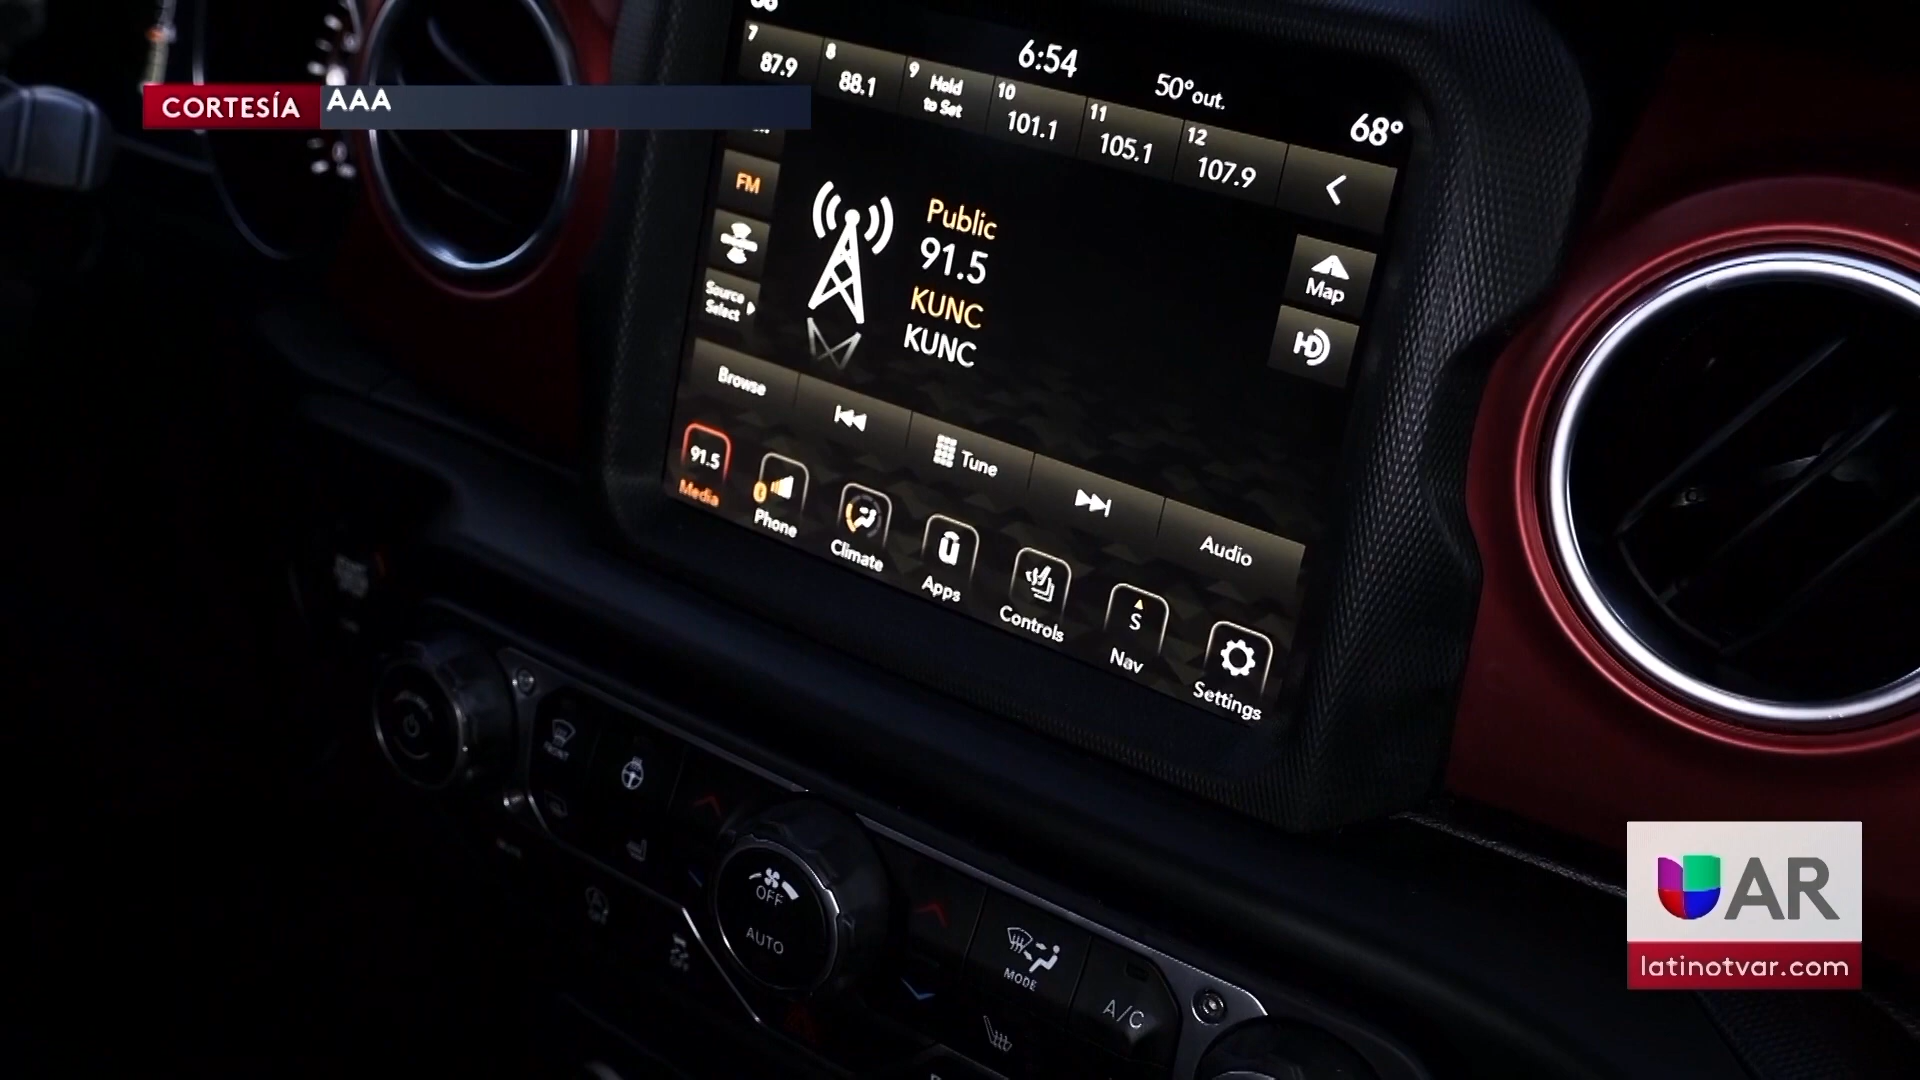 68
6:54
50°out.
68°
7 87.9
8 88.1
9 Hold to Set
10 101.1
11 105.1
12 107.9
CORTESÍA AAA
FM
Public
91.5
KUNC
KUNC
Source Select
Map
HD
Browse
Tune
Audio
91.5
Media
Phone
Climate
Apps
Controls
S
Nav
Settings
FRONT
OFF
AUTO
MODE
A/C
AR
latinotvar.com